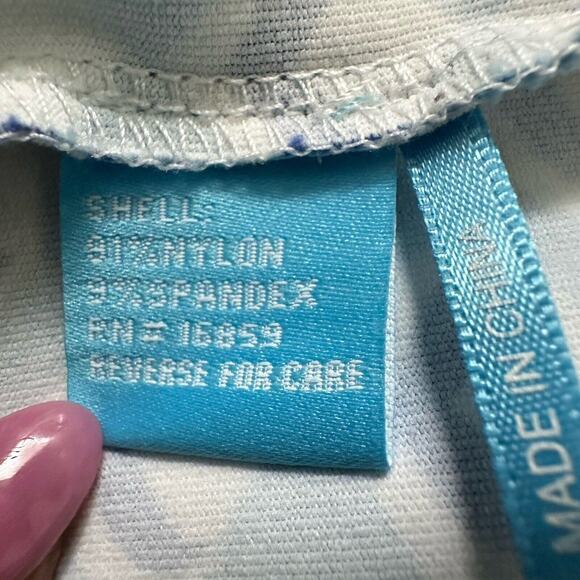 SHELL:
91%NYLON
9%SPANDEX
RN# 16859
REVERSE FOR CARE
MADE IN CHINA